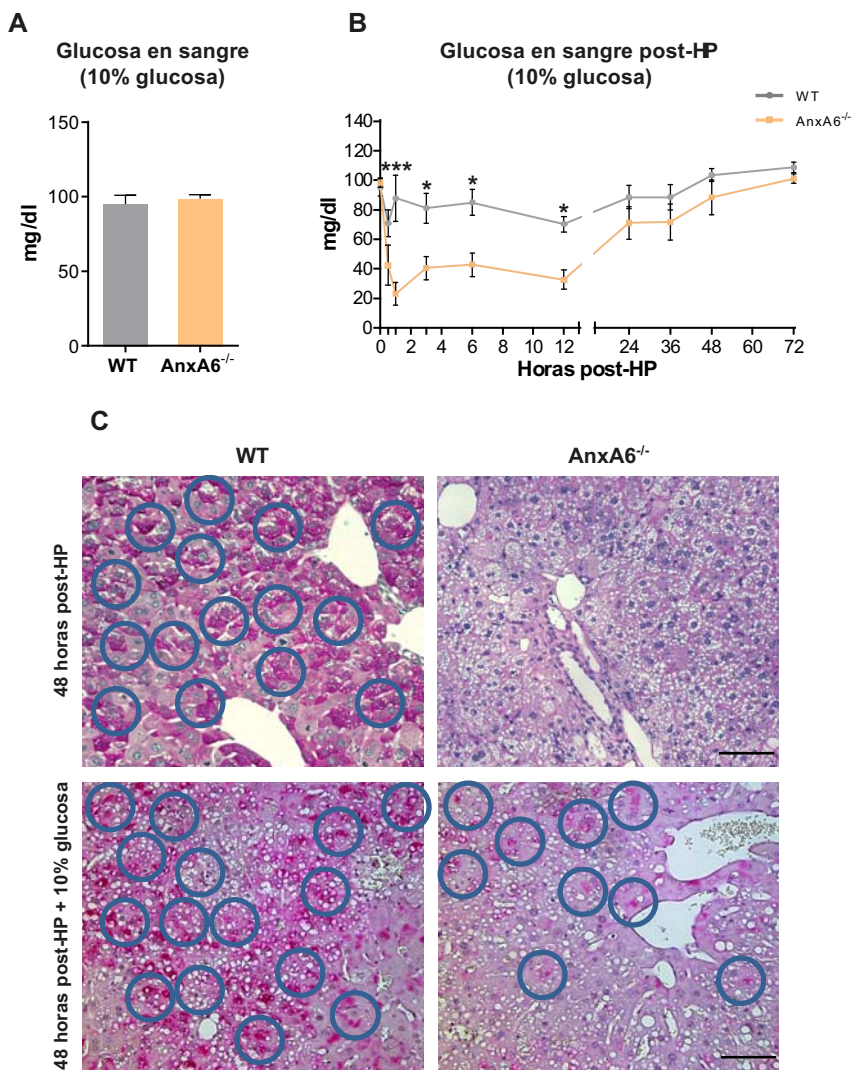 A
Glucosa en sangre
(10% glucosa)
150
100
50
0
mg/dl
WT
AnxA6-/-
B
Glucosa en sangre post-HP
(10% glucosa)
WT
AnxA6-/-
140
120
100
80
60
40
20
0
mg/dl
***
*
*
*
0 2 4 6 8 10 12 24 36 48 72
Horas post-HP
C
WT
AnxA6-/-
48 horas post-HP
48 horas post-HP + 10% glucosa